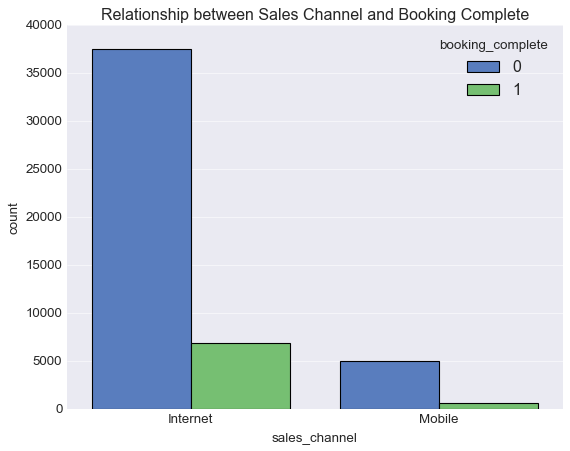 Relationship between Sales Channel and Booking Complete
40000
35000
30000
25000
20000
15000
10000
5000
0
count
booking_complete
0
1
Internet
Mobile
sales_channel